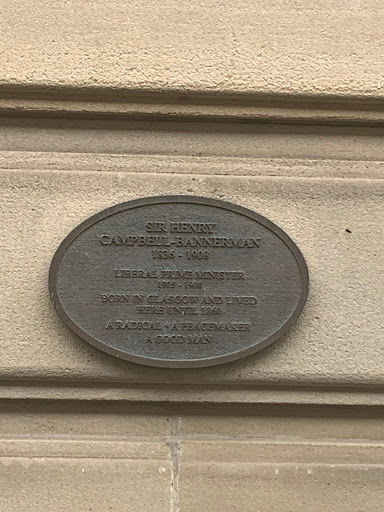 SIR HENRY
CAMPBELL-BANNERMAN
1836 - 1908
LIBERAL PRIME MINISTER
1905 - 1908
BORN IN GLASGOW AND LIVED
HERE UNTIL 1860
A RADICAL • A PEACEMAKER
A GOOD MAN